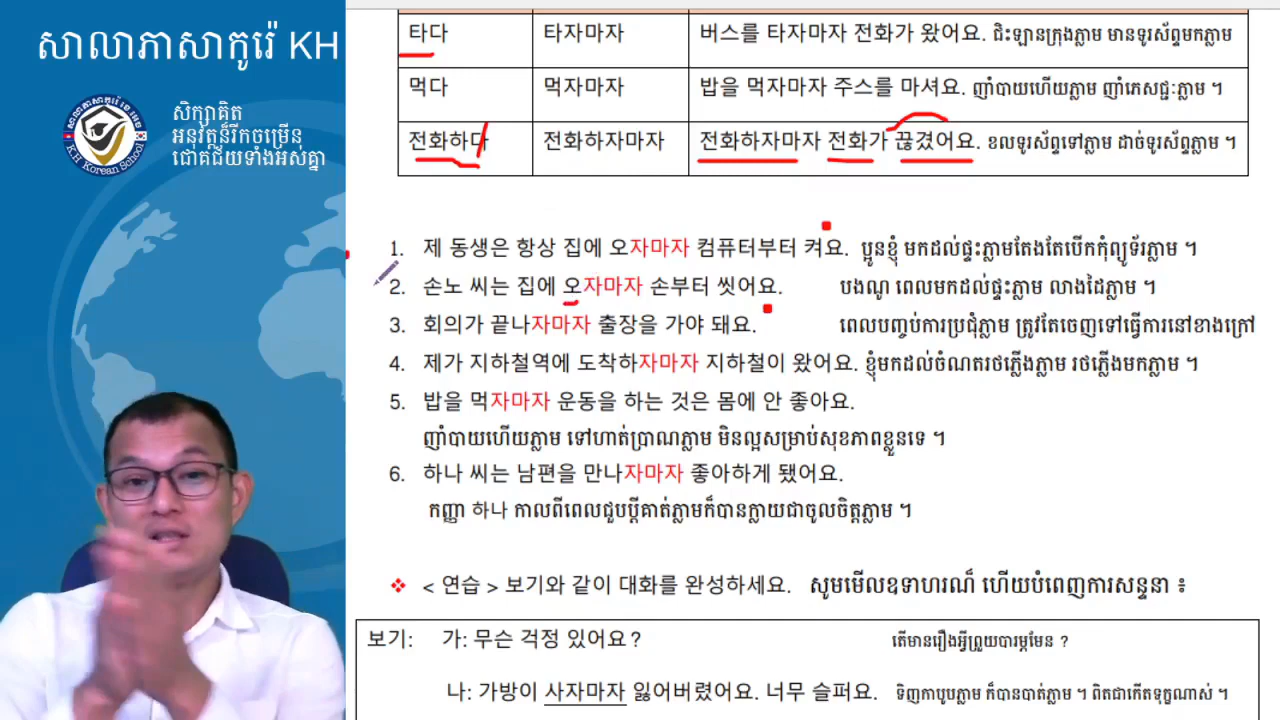 សាលាភាសាកូរ៉េ KH
សិក្សាគិត
អនុវត្តន៍រីកចម្រើន
ជោគជ័យទាំងអស់គ្នា
K.H Korean School
타다 타자마자 버스를 타자마자 전화가 왔어요. ជិះឡានក្រុងភ្លាម មានទូរស័ព្ទមកភ្លាម
먹다 먹자마자 밥을 먹자마자 주스를 마셔요. ញ៉ាំបាយហើយភ្លាម ញ៉ាំភេសជ្ជៈភ្លាម ។
전화하다 전화하자마자 전화하자마자 전화가 끊겼어요. ខលទូរស័ព្ទទៅភ្លាម ដាច់ទូរស័ព្ទភ្លាម ។
1. 제 동생은 항상 집에 오자마자 컴퓨터부터 켜요. ប្អូនខ្ញុំ មកដល់ផ្ទះភ្លាមតែងតែបើកកុំព្យូទ័រភ្លាម ។
2. 손노 씨는 집에 오자마자 손부터 씻어요. បងណូ ពេលមកដល់ផ្ទះភ្លាម លាងដៃភ្លាម ។
3. 회의가 끝나자마자 출장을 가야 돼요. ពេលបញ្ចប់ការប្រជុំភ្លាម ត្រូវតែចេញទៅធ្វើការនៅខាងក្រៅ
4. 제가 지하철역에 도착하자마자 지하철이 왔어요. ខ្ញុំមកដល់ចំណតរថភ្លើងភ្លាម រថភ្លើងមកភ្លាម ។
5. 밥을 먹자마자 운동을 하는 것은 몸에 안 좋아요.
ញ៉ាំបាយហើយភ្លាម ទៅហាត់ប្រាណភ្លាម មិនល្អសម្រាប់សុខភាពខ្លួនទេ ។
6. 하나 씨는 남편을 만나자마자 좋아하게 됐어요.
កញ្ញា 하나 កាលពីពេលជួបប្តីគាត់ភ្លាមក៏បានក្លាយជាចូលចិត្តភ្លាម ។
❖ < 연습 > 보기와 같이 대화를 완성하세요. សូមមើលឧទាហរណ៏ ហើយបំពេញការសន្ទនា ៖
보기: 가: 무슨 걱정 있어요? តើមានរឿងអ្វីព្រួយបារម្ភមែន ?
나: 가방이 사자마자 잃어버렸어요. 너무 슬퍼요. ទិញកាបូបភ្លាម ក៏បានបាត់ភ្លាម ។ ពិតជាកើតទុក្ខណាស់ ។